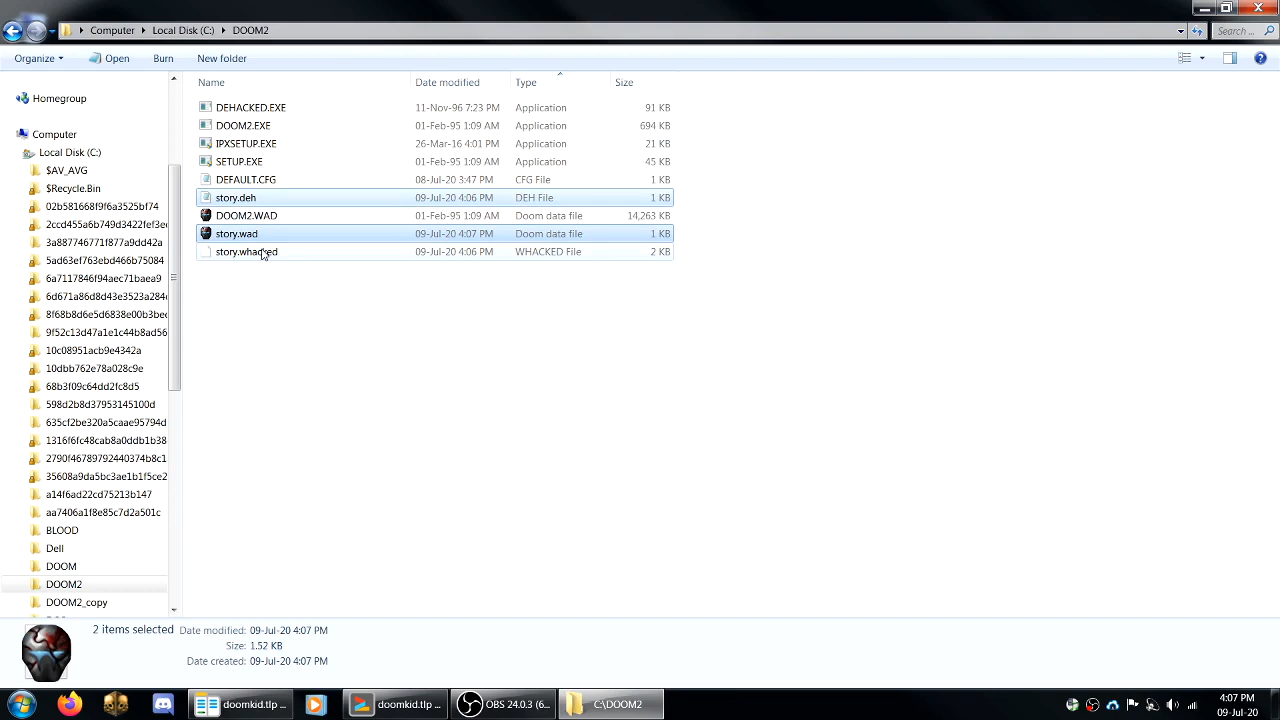 Computer Local Disk (C:) DOOM2
Search ...
Organize Open Burn New folder
Name Date modified Type Size
DEHACKED.EXE 11-Nov-96 7:23 PM Application 91 KB
DOOM2.EXE 01-Feb-95 1:09 AM Application 694 KB
IPXSETUP.EXE 26-Mar-16 4:01 PM Application 21 KB
SETUP.EXE 01-Feb-95 1:09 AM Application 45 KB
DEFAULT.CFG 08-Jul-20 3:47 PM CFG File 1 KB
story.deh 09-Jul-20 4:06 PM DEH File 1 KB
DOOM2.WAD 01-Feb-95 1:09 AM Doom data file 14,263 KB
story.wad 09-Jul-20 4:07 PM Doom data file 1 KB
story.whacked 09-Jul-20 4:06 PM WHACKED File 2 KB
Homegroup
Computer
Local Disk (C:)
$AV_AVG
$Recycle.Bin
02b581668f9f6a3525bf74
2ccd455a6b749d3422fef3e
3a887746771f877a9dd42a
5ad63ef763ebd466b75084
6a7117846f94aec71baea9
6d671a86d8d43e3523a284
8f68b8d6e5d6838e00b3be
9f52c13d47a1e1c44b8ad56
10c08951acb9e4342a
10dbb762e78a028c9e
68b3f09c64dd2fc8d5
598d2b8d37953145100d
635cf2be320a5caae95794d
1316f6fc48cab8a0ddb1b38
2790f46789792440374b8c1
35608a9da5bc3ae1b1f5ce2
a14f6ad22cd75213b147
aa7406a1f8e85c7d2a501c
BLOOD
Dell
DOOM
DOOM2
DOOM2_copy
2 items selected Date modified: 09-Jul-20 4:07 PM
Size: 1.52 KB
Date created: 09-Jul-20 4:07 PM
doomkid.tlp ... doomkid.tlp ... OBS 24.0.3 (6... C:\DOOM2
4:07 PM
09-Jul-20